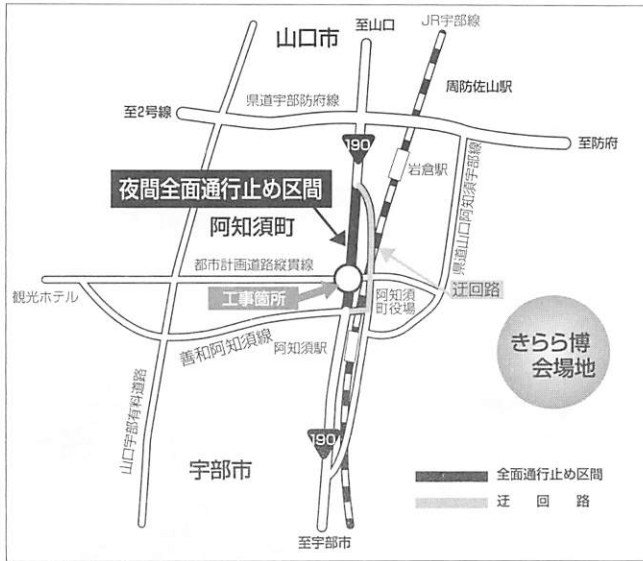 山口市
至山口
JR宇部線
周防佐山駅
至2号線
県道宇部防府線
至防府
190
岩倉駅
夜間全面通行止め区間
阿知須町
県道山口阿知須宇部線
都市計画道路縦貫線
観光ホテル
工事箇所
阿知須
町役場
迂回路
善和阿知須線
阿知須駅
きらら博
会場地
山口宇部有料道路
190
宇部市
全面通行止め区間
迂回路
至宇部市